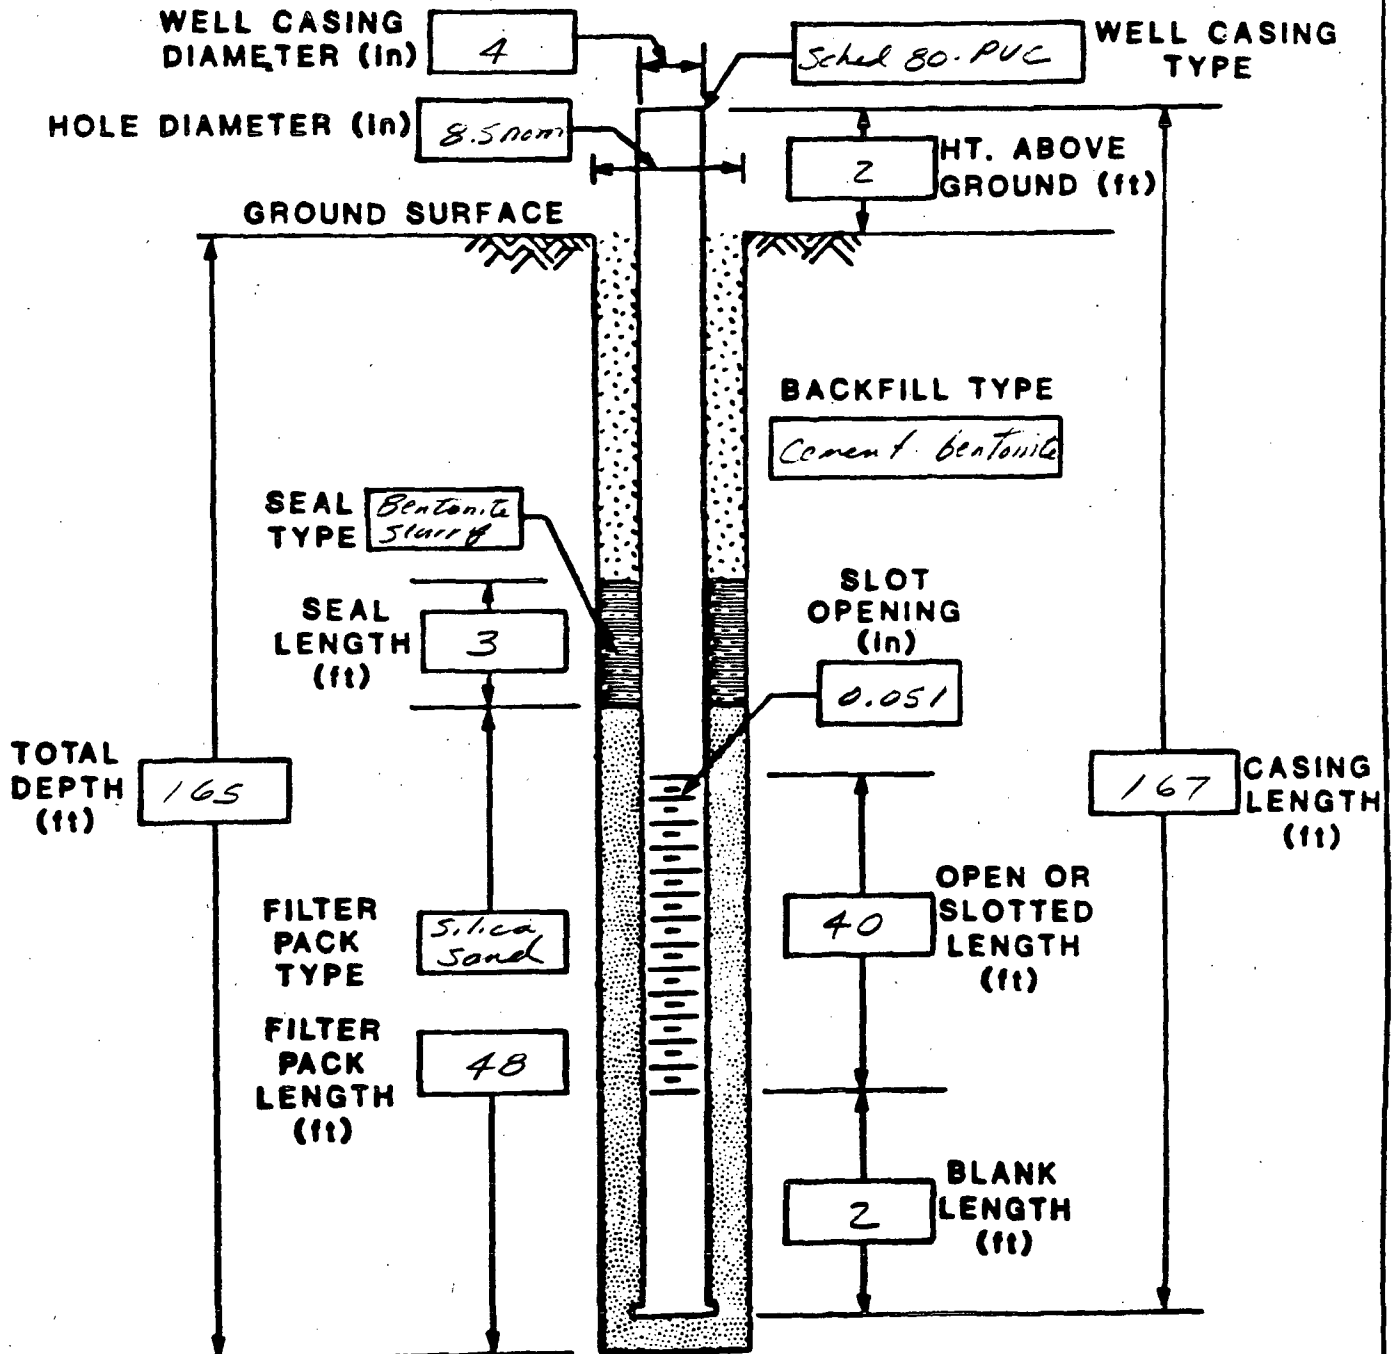 WELL CASING
DIAMETER (in)
4
Sched 80. PVC
WELL CASING
TYPE
HOLE DIAMETER (in)
8.5 nom
2
HT. ABOVE
GROUND (ft)
GROUND SURFACE
BACKFILL TYPE
Cement. bentonite
SEAL
TYPE
Bentonite
Slurry
SLOT
OPENING
(in)
0.051
SEAL
LENGTH
(ft)
3
TOTAL
DEPTH
(ft)
165
167
CASING
LENGTH
(ft)
FILTER
PACK
TYPE
Silica
sand
40
OPEN OR
SLOTTED
LENGTH
(ft)
FILTER
PACK
LENGTH
(ft)
48
2
BLANK
LENGTH
(ft)